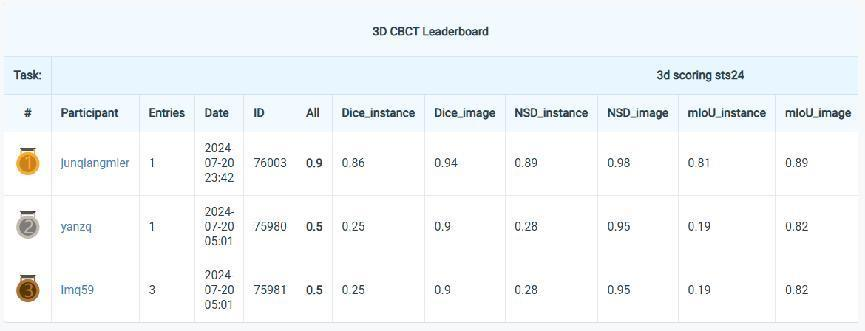 3D CBCT Leaderboard
Task: 3d scoring sts24
# Participant Entries Date ID All Dice_instance Dice_image NSD_instance NSD_image mIoU_instance mIoU_image
1 junqiangmler 1 2024-07-20 23:42 76003 0.9 0.86 0.94 0.89 0.98 0.81 0.89
2 yanzq 1 2024-07-20 05:01 75980 0.5 0.25 0.9 0.28 0.95 0.19 0.82
3 lmq59 3 2024-07-20 05:01 75981 0.5 0.25 0.9 0.28 0.95 0.19 0.82